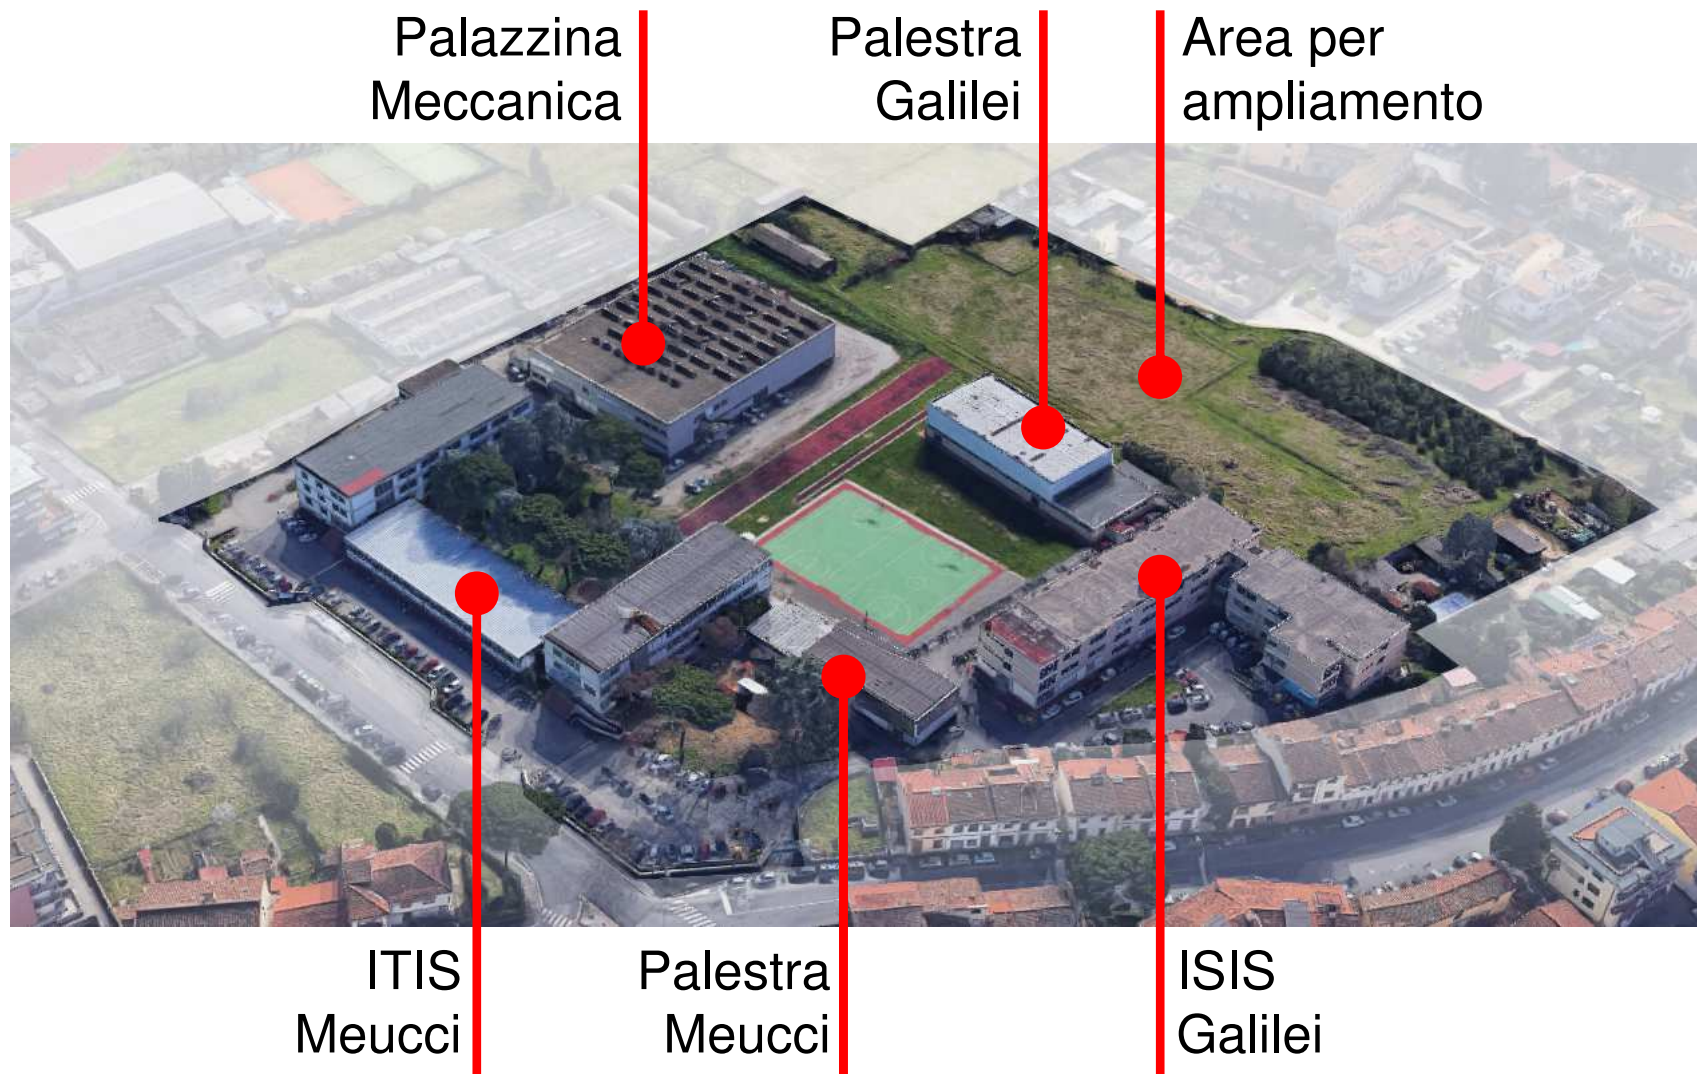 Palazzina
Meccanica
Palestra
Galilei
Area per
ampliamento
ITIS
Meucci
Palestra
Meucci
ISIS
Galilei